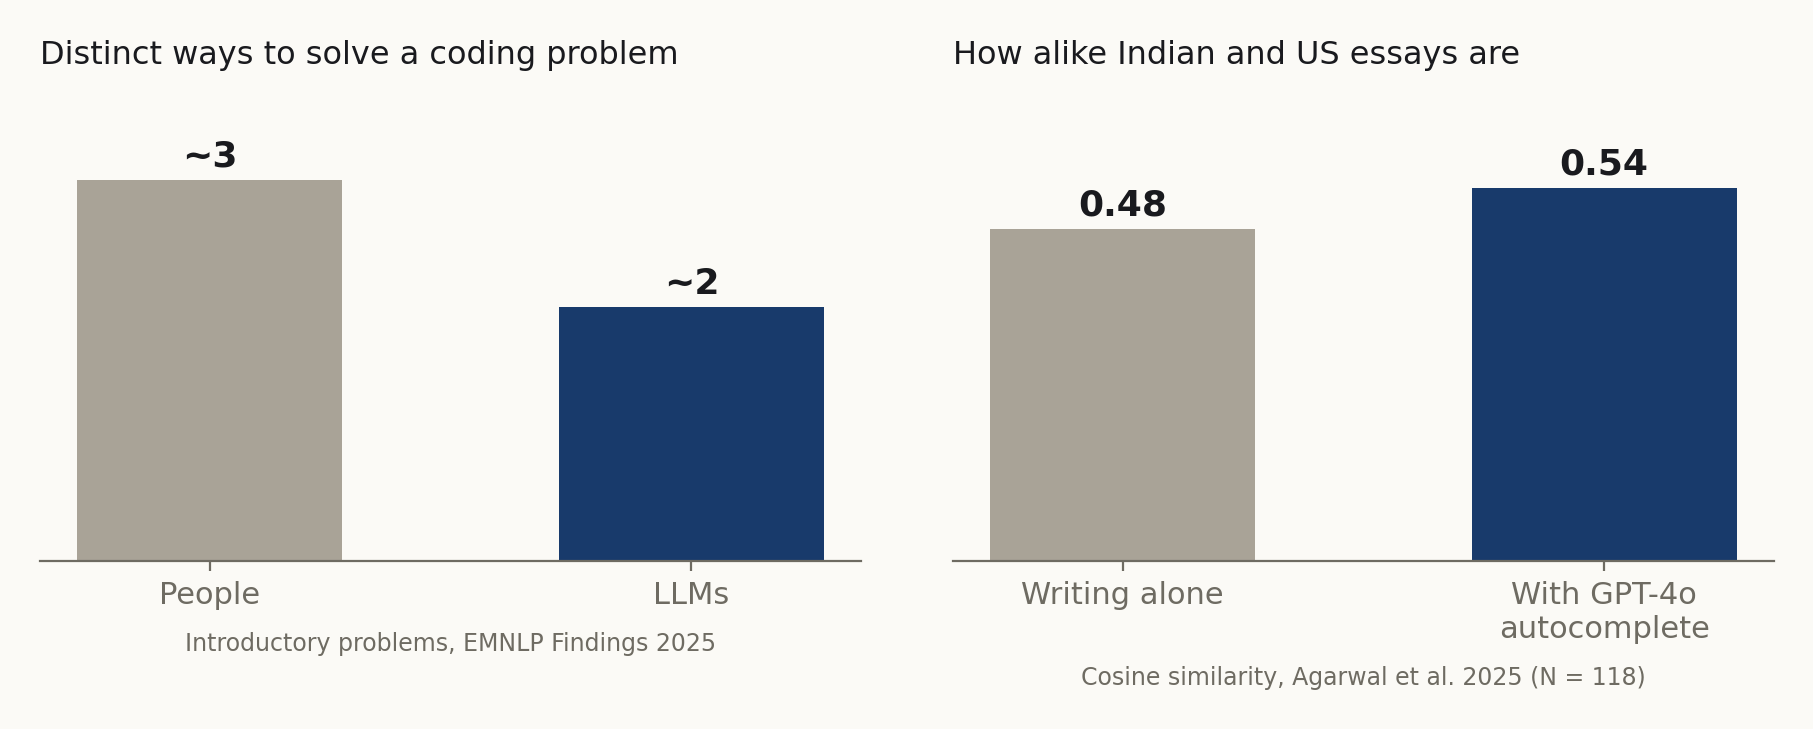 Distinct ways to solve a coding problem
~3
~2
People
LLMs
Introductory problems, EMNLP Findings 2025
How alike Indian and US essays are
0.48
0.54
Writing alone
With GPT-4o
autocomplete
Cosine similarity, Agarwal et al. 2025 (N = 118)